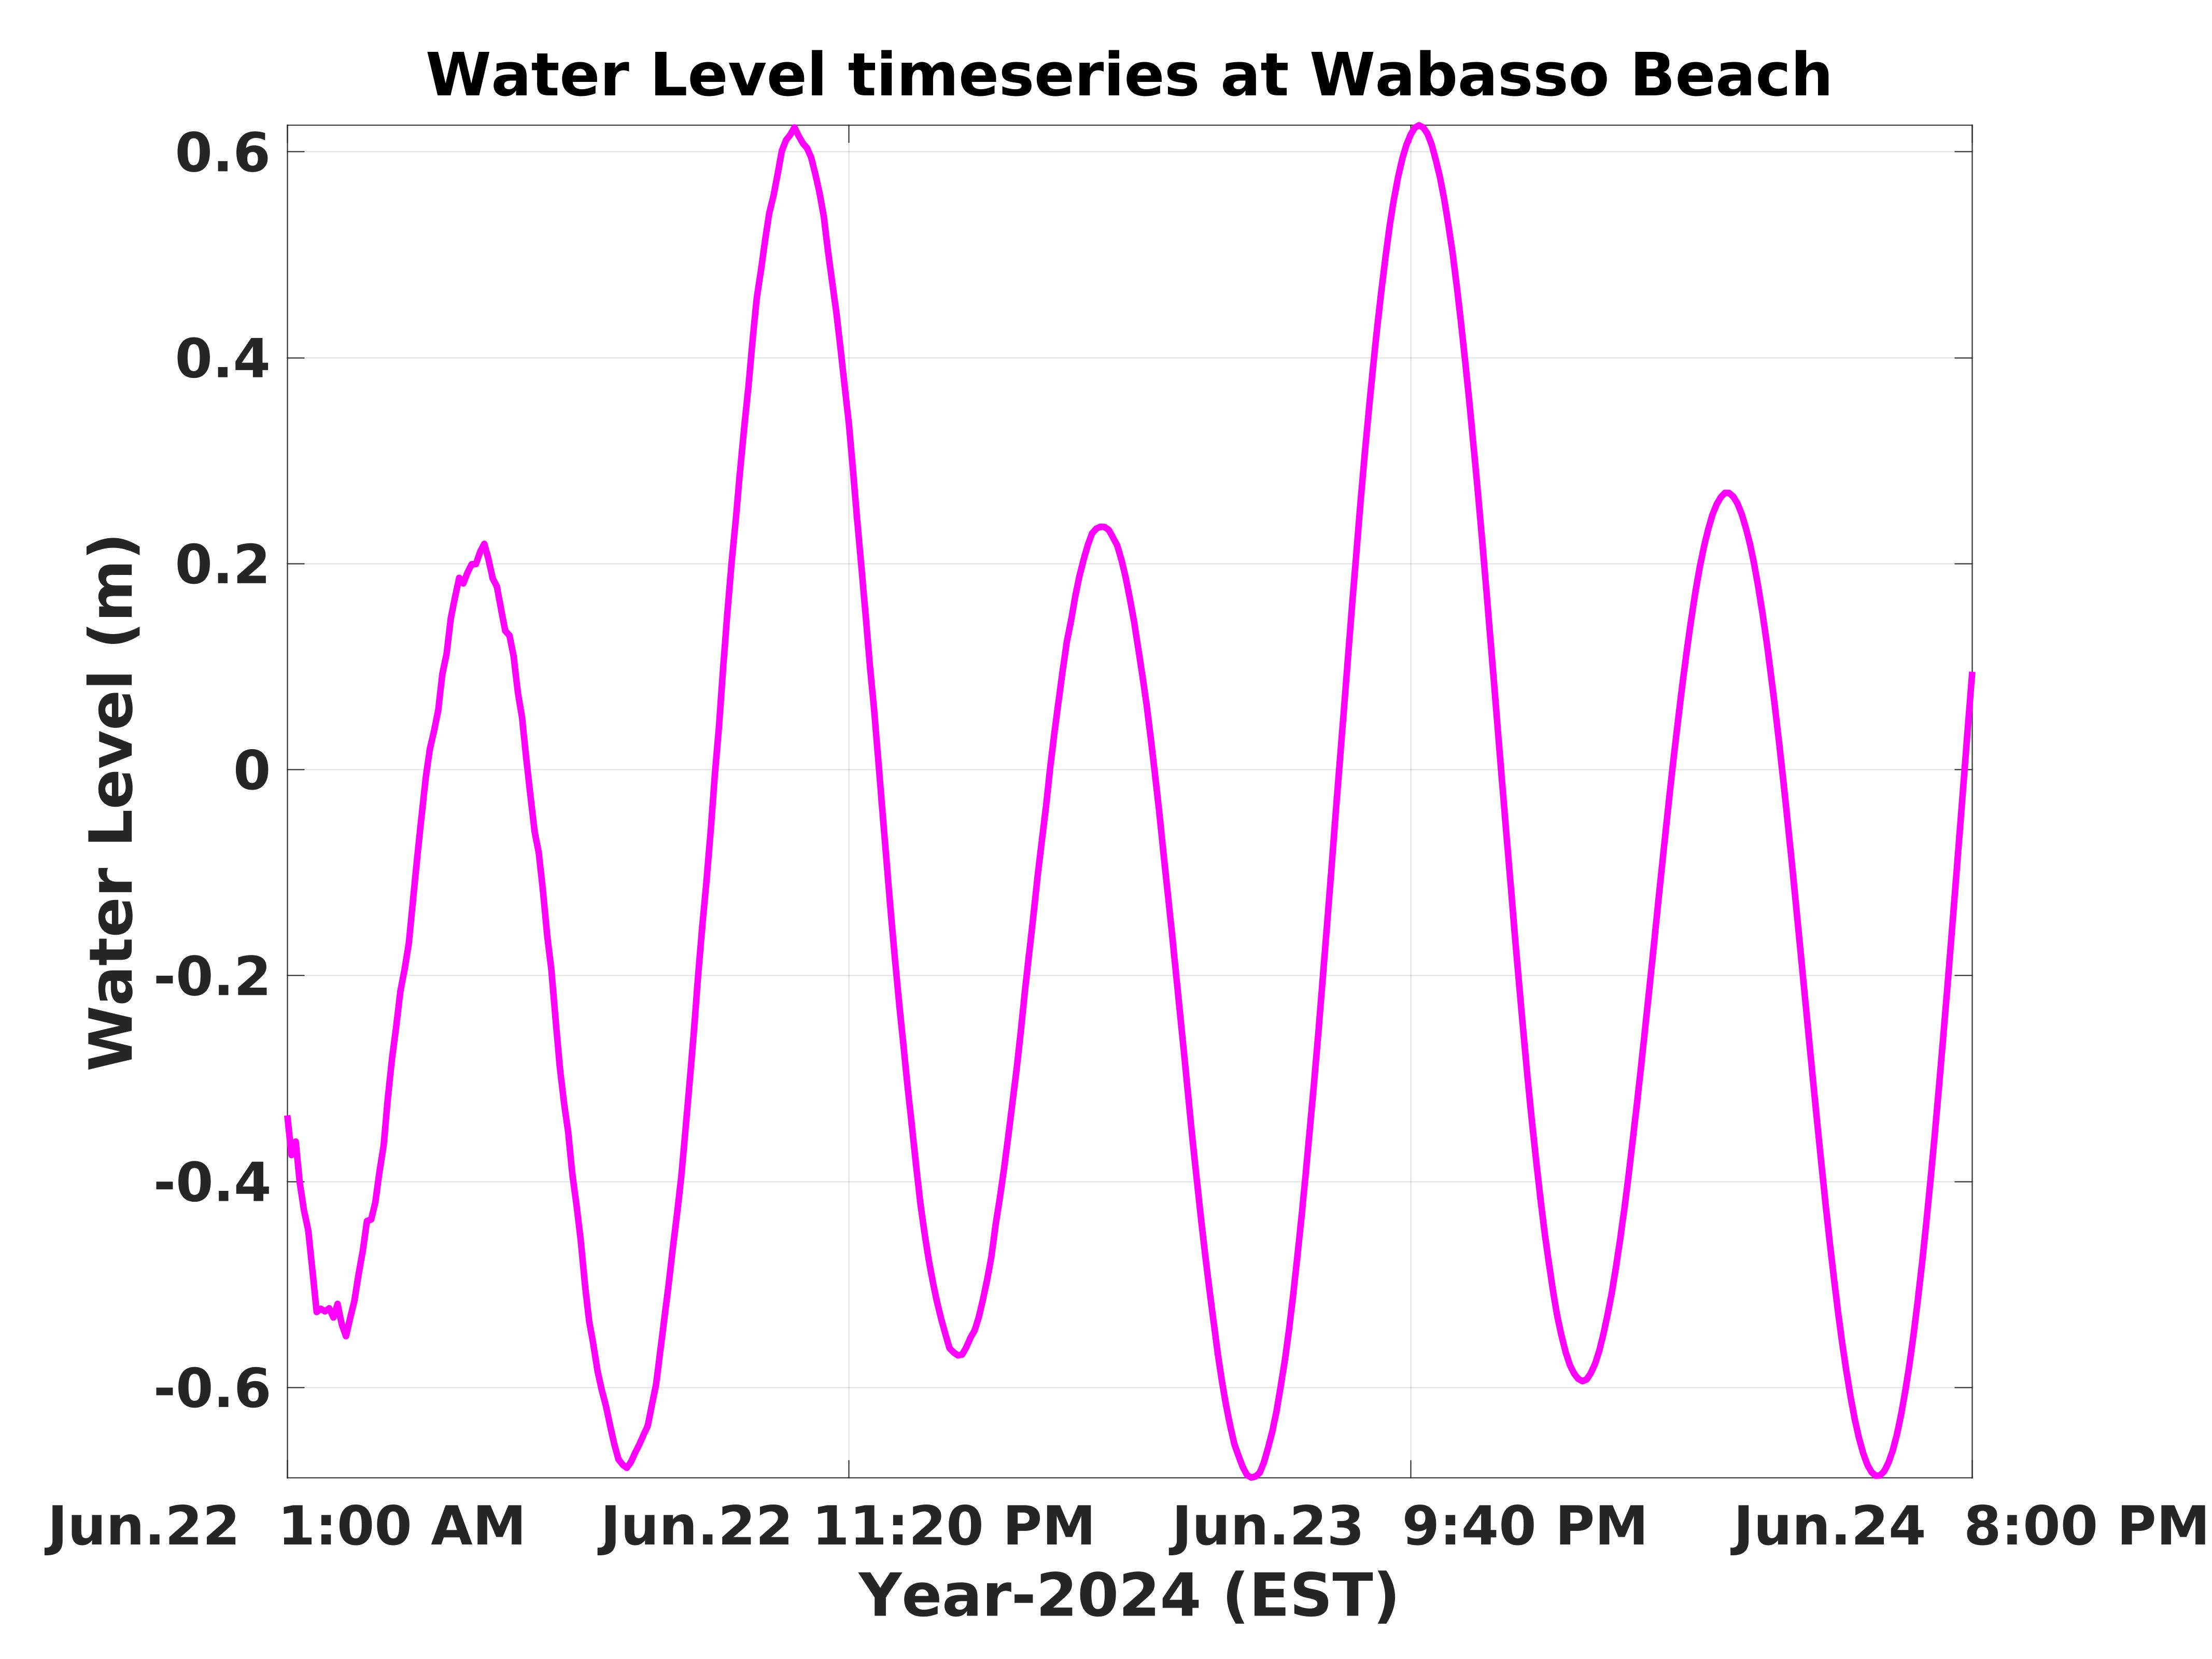 Water Level timeseries at Wabasso Beach
0.6
0.4
0.2
0
-0.2
-0.4
-0.6
Water Level (m)
Jun.22 1:00 AM Jun.22 11:20 PM Jun.23 9:40 PM Jun.24 8:00 PM
Year-2024 (EST)